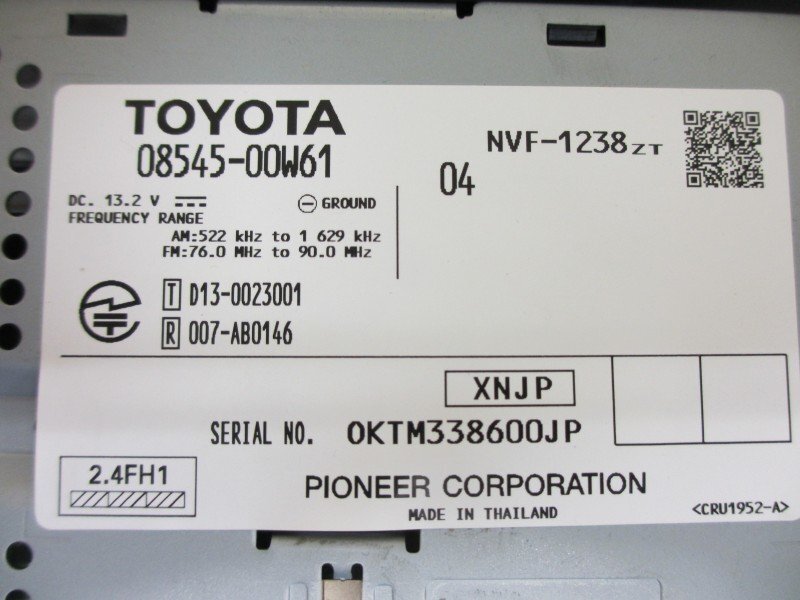 TOYOTA
08545-00W61
NVF-1238ZT
04
DC. 13.2 V
GROUND
FREQUENCY RANGE
AM:522 kHz to 1 629 kHz
FM:76.0 MHz to 90.0 MHz
T D13-0023001
R 007-AB0146
XNJP
SERIAL NO. OKTM338600JP
2.4FH1
PIONEER CORPORATION
MADE IN THAILAND
<CRU1952-A>